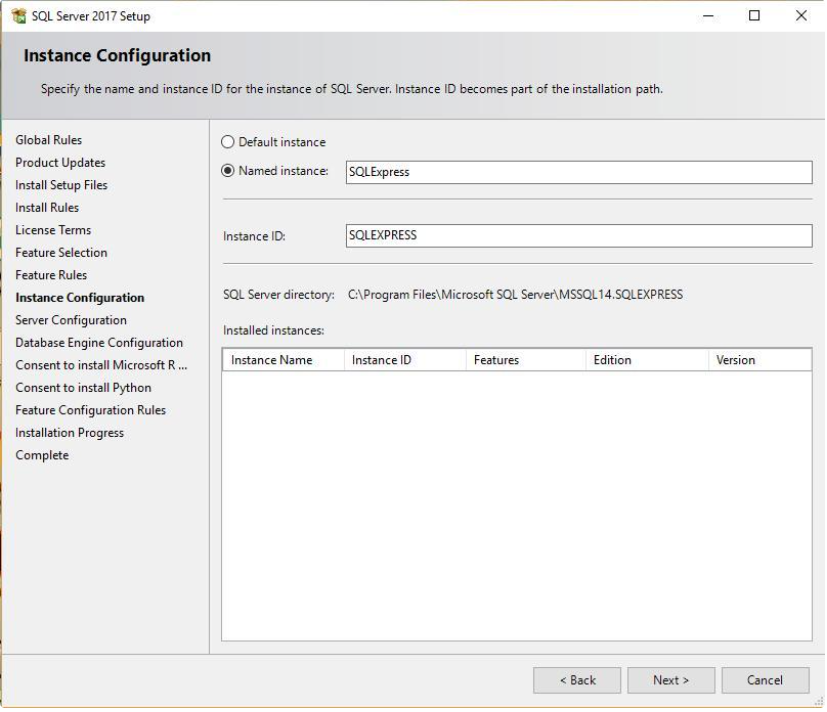 SQL Server 2017 Setup
Instance Configuration
Specify the name and instance ID for the instance of SQL Server. Instance ID becomes part of the installation path.
Global Rules
Product Updates
Install Setup Files
Install Rules
License Terms
Feature Selection
Feature Rules
Instance Configuration
Server Configuration
Database Engine Configuration
Consent to install Microsoft R ...
Consent to install Python
Feature Configuration Rules
Installation Progress
Complete
Default instance
Named instance: SQLExpress
Instance ID: SQLEXPRESS
SQL Server directory: C:\Program Files\Microsoft SQL Server\MSSQL14.SQLEXPRESS
Installed instances:
Instance Name Instance ID Features Edition Version
< Back Next > Cancel